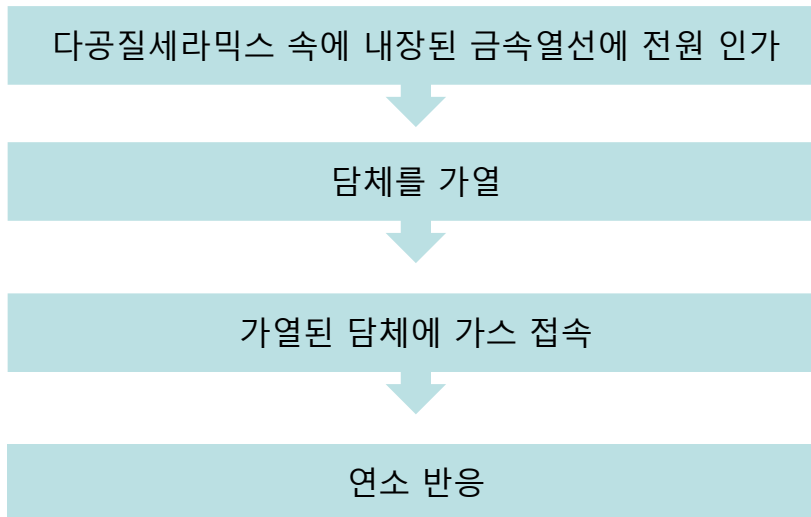 다공질세라믹스 속에 내장된 금속열선에 전원 인가
담체를 가열
가열된 담체에 가스 접속
연소 반응